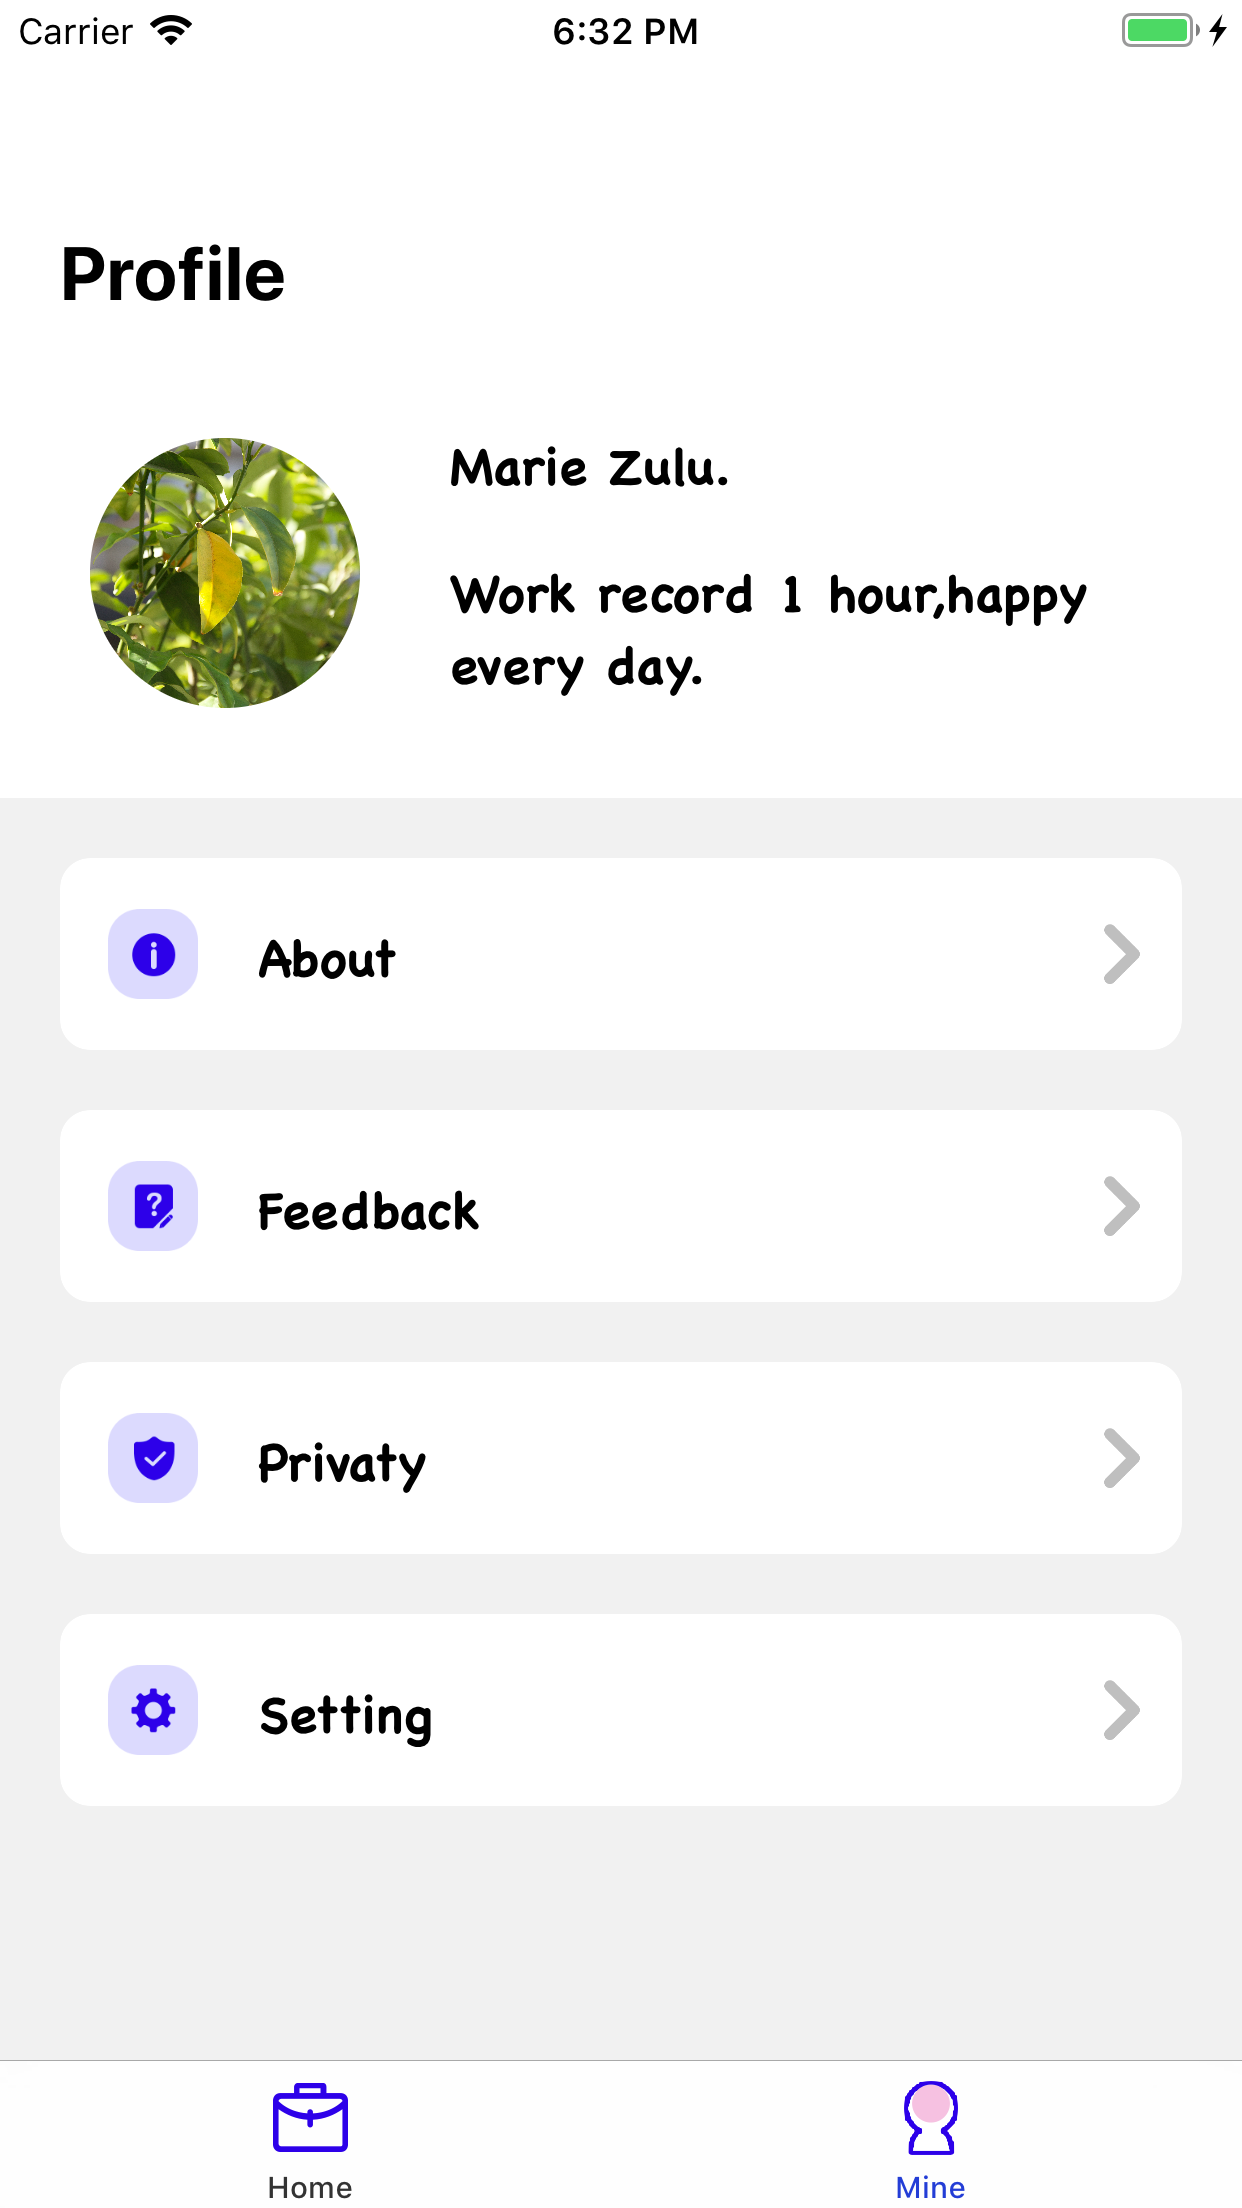 Carrier 6:32 PM
Profile
Marie Zulu.
Work record 1 hour,happy
every day.
About
Feedback
Privaty
Setting
Home Mine